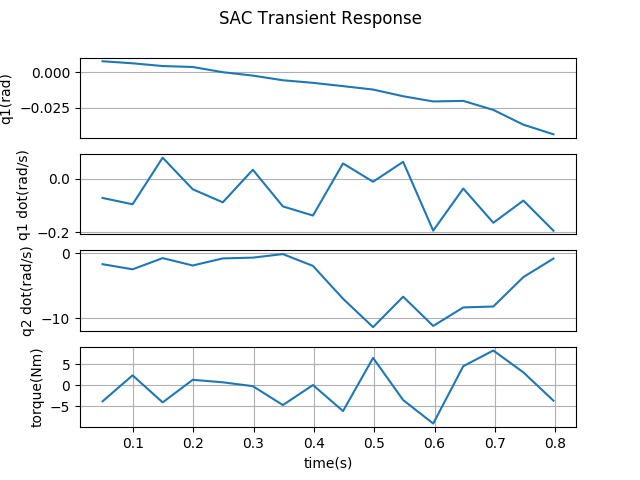 SAC Transient Response
0.000
−0.025
q1(rad)
0.0
−0.2
q1 dot(rad/s)
0
−10
q2 dot(rad/s)
5
0
−5
torque(Nm)
0.1 0.2 0.3 0.4 0.5 0.6 0.7 0.8
time(s)